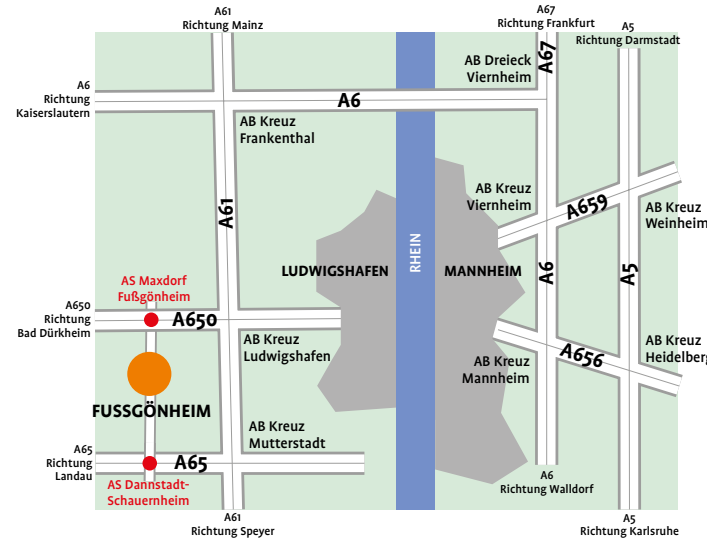 A61
Richtung Mainz
A67
Richtung Frankfurt
A5
Richtung Darmstadt
AB Dreieck
Viernheim
A67
A6
Richtung
Kaiserslautern
A6
AB Kreuz
Frankenthal
A61
AB Kreuz
Viernheim
A659
AB Kreuz
Weinheim
RHEIN
LUDWIGSHAFEN
MANNHEIM
A6
A5
AS Maxdorf
Fußgönheim
A650
Richtung
Bad Dürkheim
A650
AB Kreuz
Ludwigshafen
AB Kreuz
Mannheim
A656
AB Kreuz
Heidelberg
FUSSGÖNHEIM
AB Kreuz
Mutterstadt
A65
Richtung
Landau
A65
AS Dannstadt-
Schauernheim
A6
Richtung Walldorf
A61
Richtung Speyer
A5
Richtung Karlsruhe